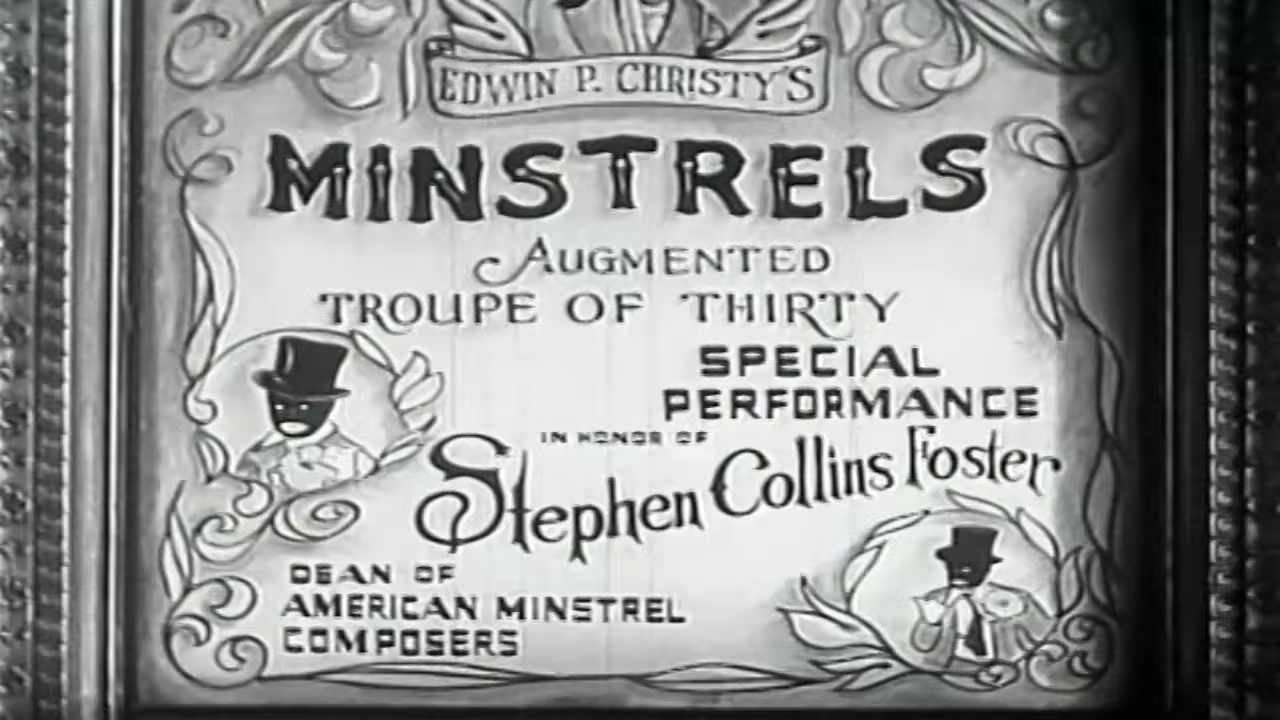 EDWIN P. CHRISTY'S
MINSTRELS
AUGMENTED
TROUPE OF THIRTY
SPECIAL
PERFORMANCE
IN HONOR OF
Stephen Collins Foster
DEAN OF
AMERICAN MINSTREL
COMPOSERS